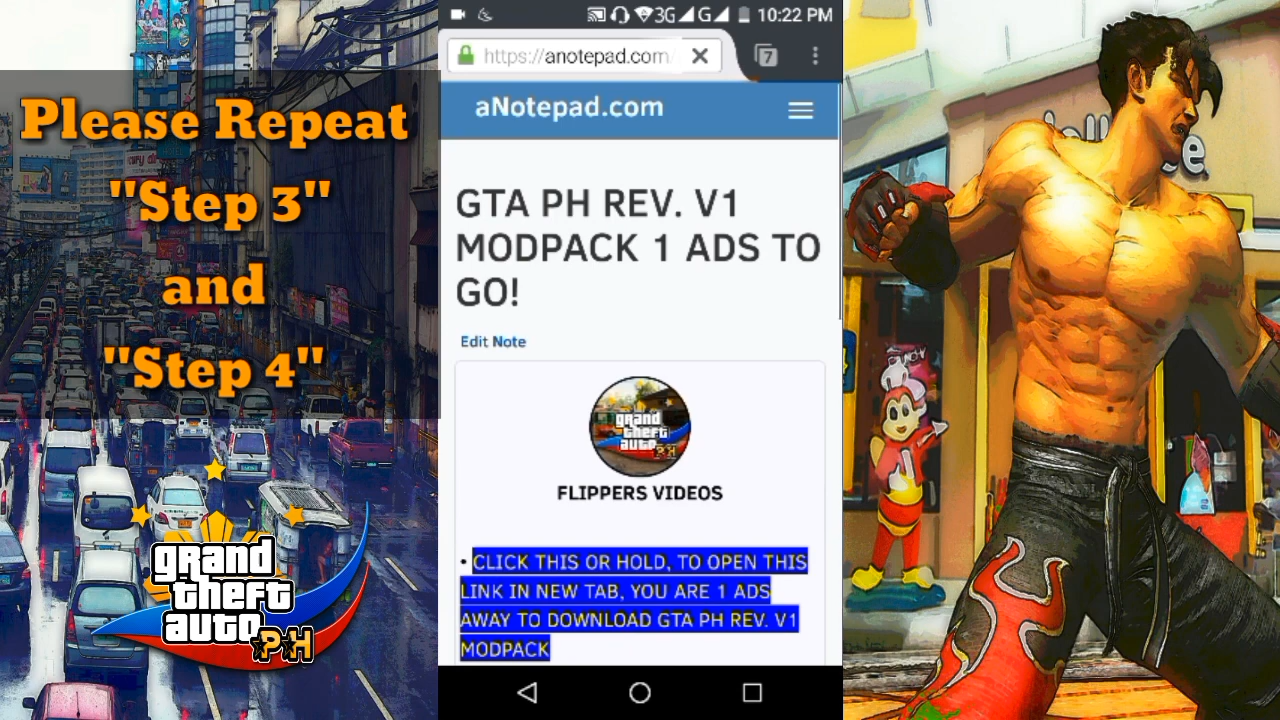 Please Repeat
"Step 3"
and
"Step 4"
grand
theft
auto
PH
3G
G
10:22 PM
https://anotepad.com/
7
aNotepad.com
GTA PH REV. V1
MODPACK 1 ADS TO
GO!
Edit Note
grand
theft
auto
PH
FLIPPERS VIDEOS
• CLICK THIS OR HOLD, TO OPEN THIS
LINK IN NEW TAB, YOU ARE 1 ADS
AWAY TO DOWNLOAD GTA PH REV. V1
MODPACK